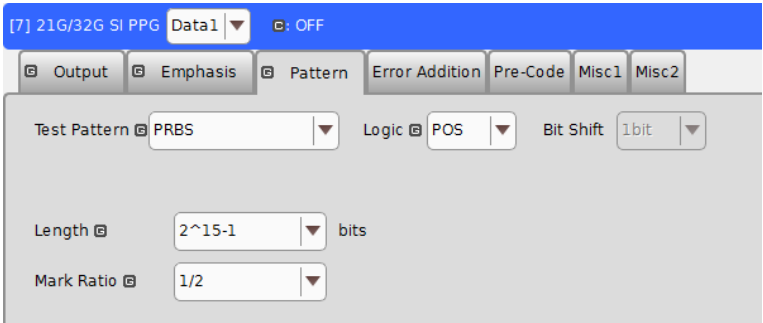 [7] 21G/32G SI PPG Data1 C: OFF
G Output G Emphasis G Pattern Error Addition Pre-Code Misc1 Misc2
Test Pattern G PRBS Logic G POS Bit Shift 1bit
Length G 2^15-1 bits
Mark Ratio G 1/2